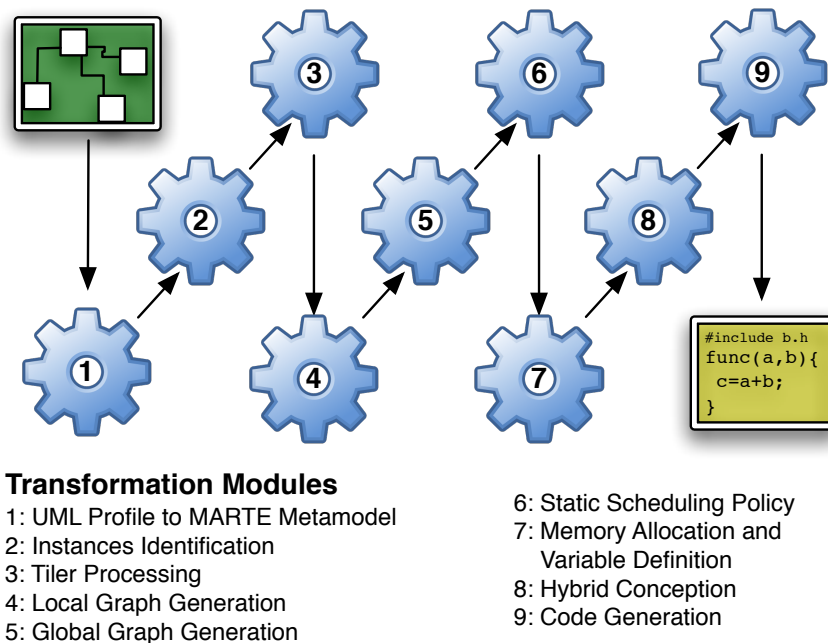 3
6
9
2
5
8
1
4
7
#include b.h
func(a,b){
c=a+b;
}
Transformation Modules
1: UML Profile to MARTE Metamodel
2: Instances Identification
3: Tiler Processing
4: Local Graph Generation
5: Global Graph Generation
6: Static Scheduling Policy
7: Memory Allocation and
Variable Definition
8: Hybrid Conception
9: Code Generation